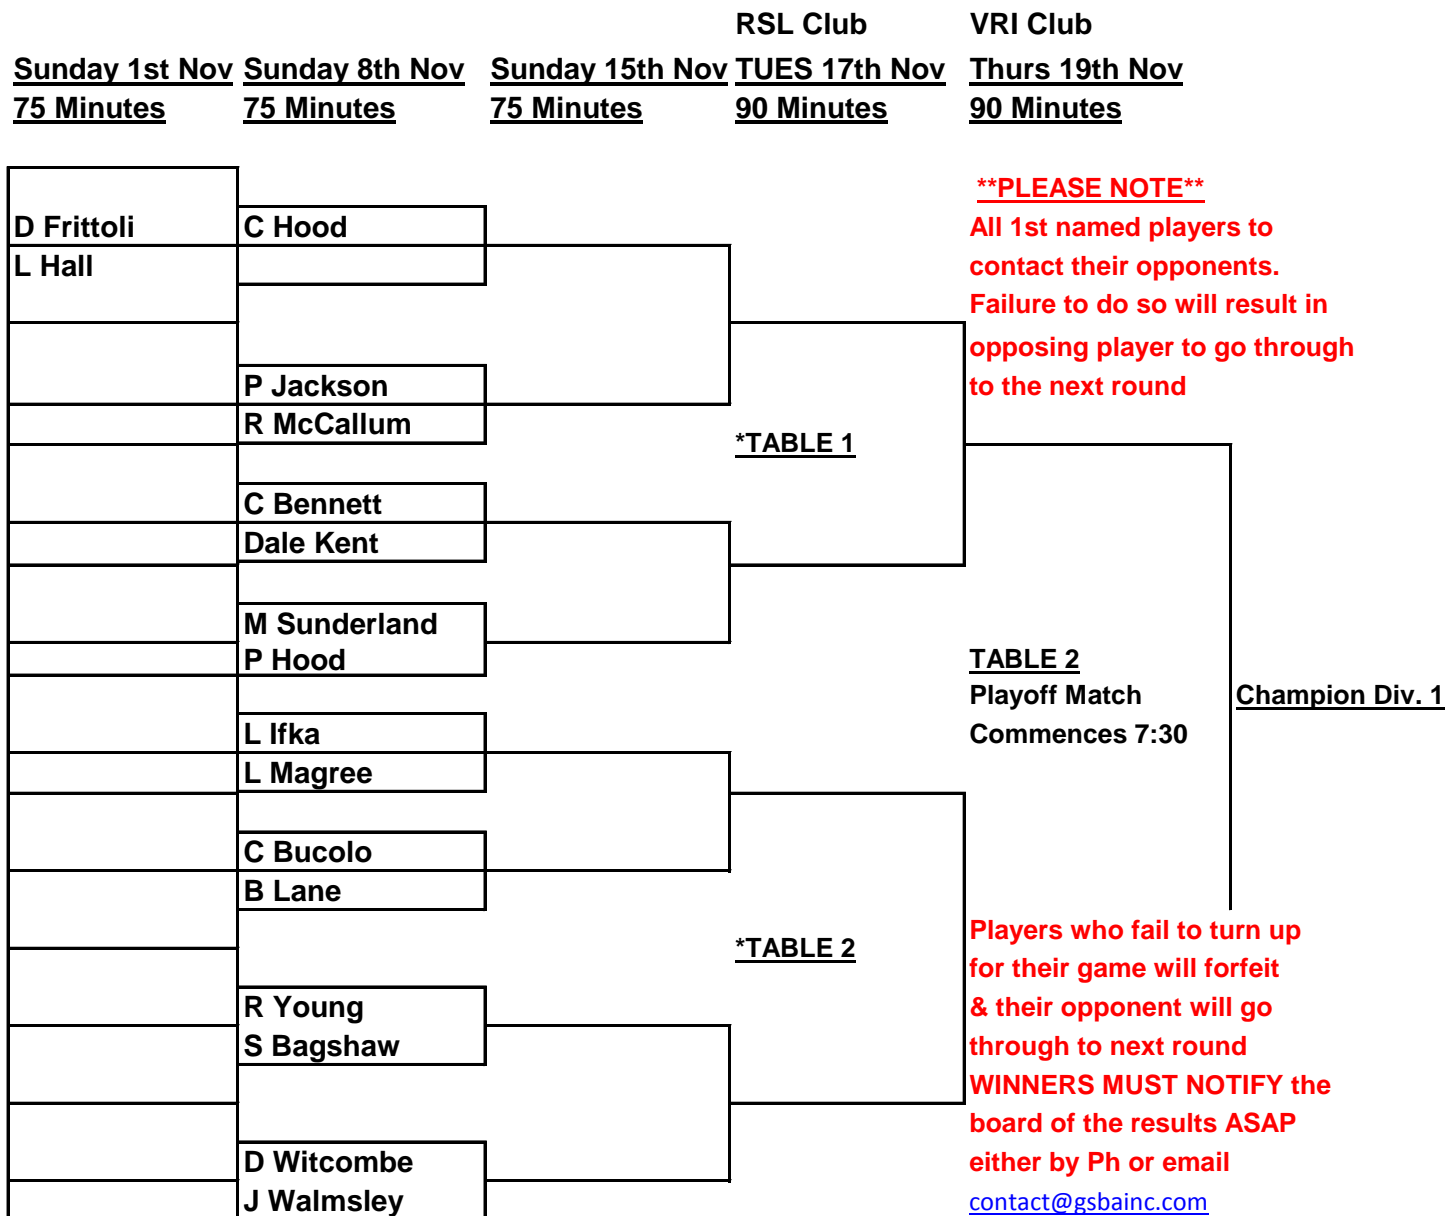 RSL Club VRI Club
Sunday 1st Nov Sunday 8th Nov Sunday 15th Nov TUES 17th Nov Thurs 19th Nov
75 Minutes 75 Minutes 75 Minutes 90 Minutes 90 Minutes
**PLEASE NOTE**
D Frittoli C Hood All 1st named players to
L Hall contact their opponents.
Failure to do so will result in
opposing player to go through
P Jackson to the next round
R McCallum
*TABLE 1
C Bennett
Dale Kent
M Sunderland
P Hood TABLE 2
Playoff Match Champion Div. 1
L Ifka Commences 7:30
L Magree
C Bucolo
B Lane
Players who fail to turn up
*TABLE 2
for their game will forfeit
R Young & their opponent will go
S Bagshaw through to next round
WINNERS MUST NOTIFY the
board of the results ASAP
D Witcombe either by Ph or email
J Walmsley contact@gsbainc.com